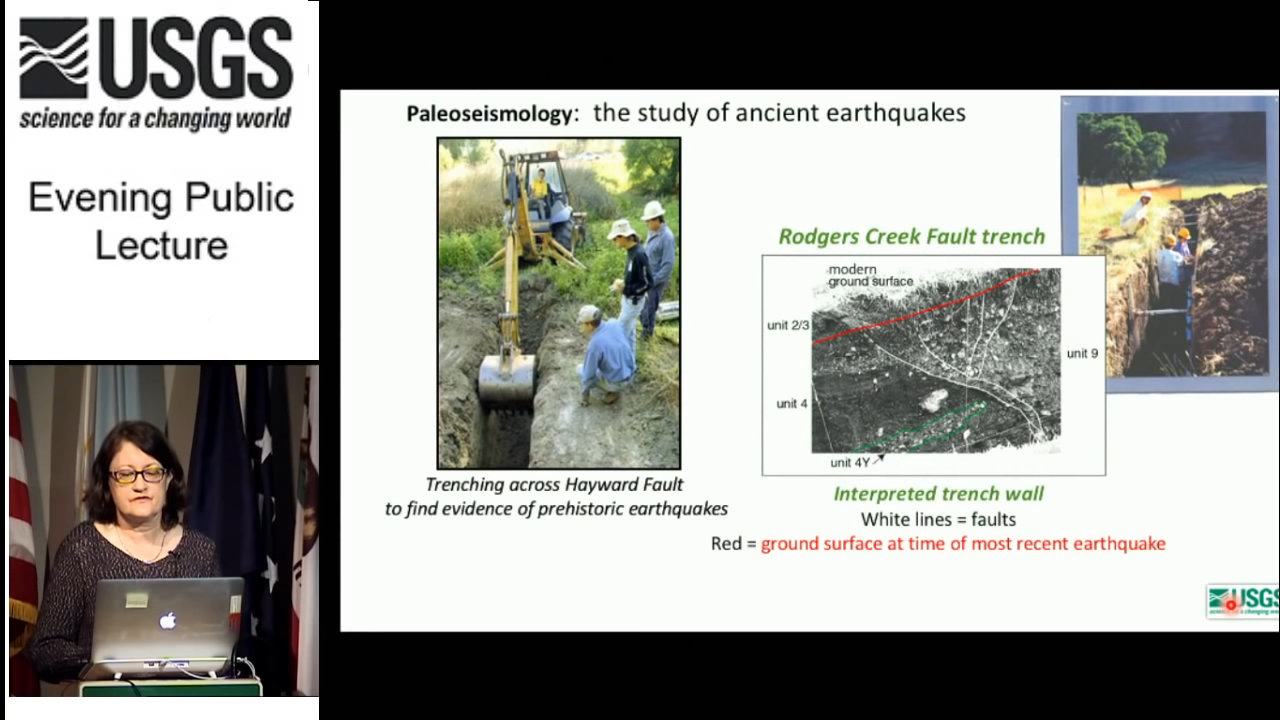 USGS
science for a changing world
Evening Public
Lecture
Paleoseismology: the study of ancient earthquakes
Rodgers Creek Fault trench
modern
ground surface
unit 2/3
unit 9
unit 4
unit 4Y
Trenching across Hayward Fault
to find evidence of prehistoric earthquakes
Interpreted trench wall
White lines = faults
Red = ground surface at time of most recent earthquake
USGS